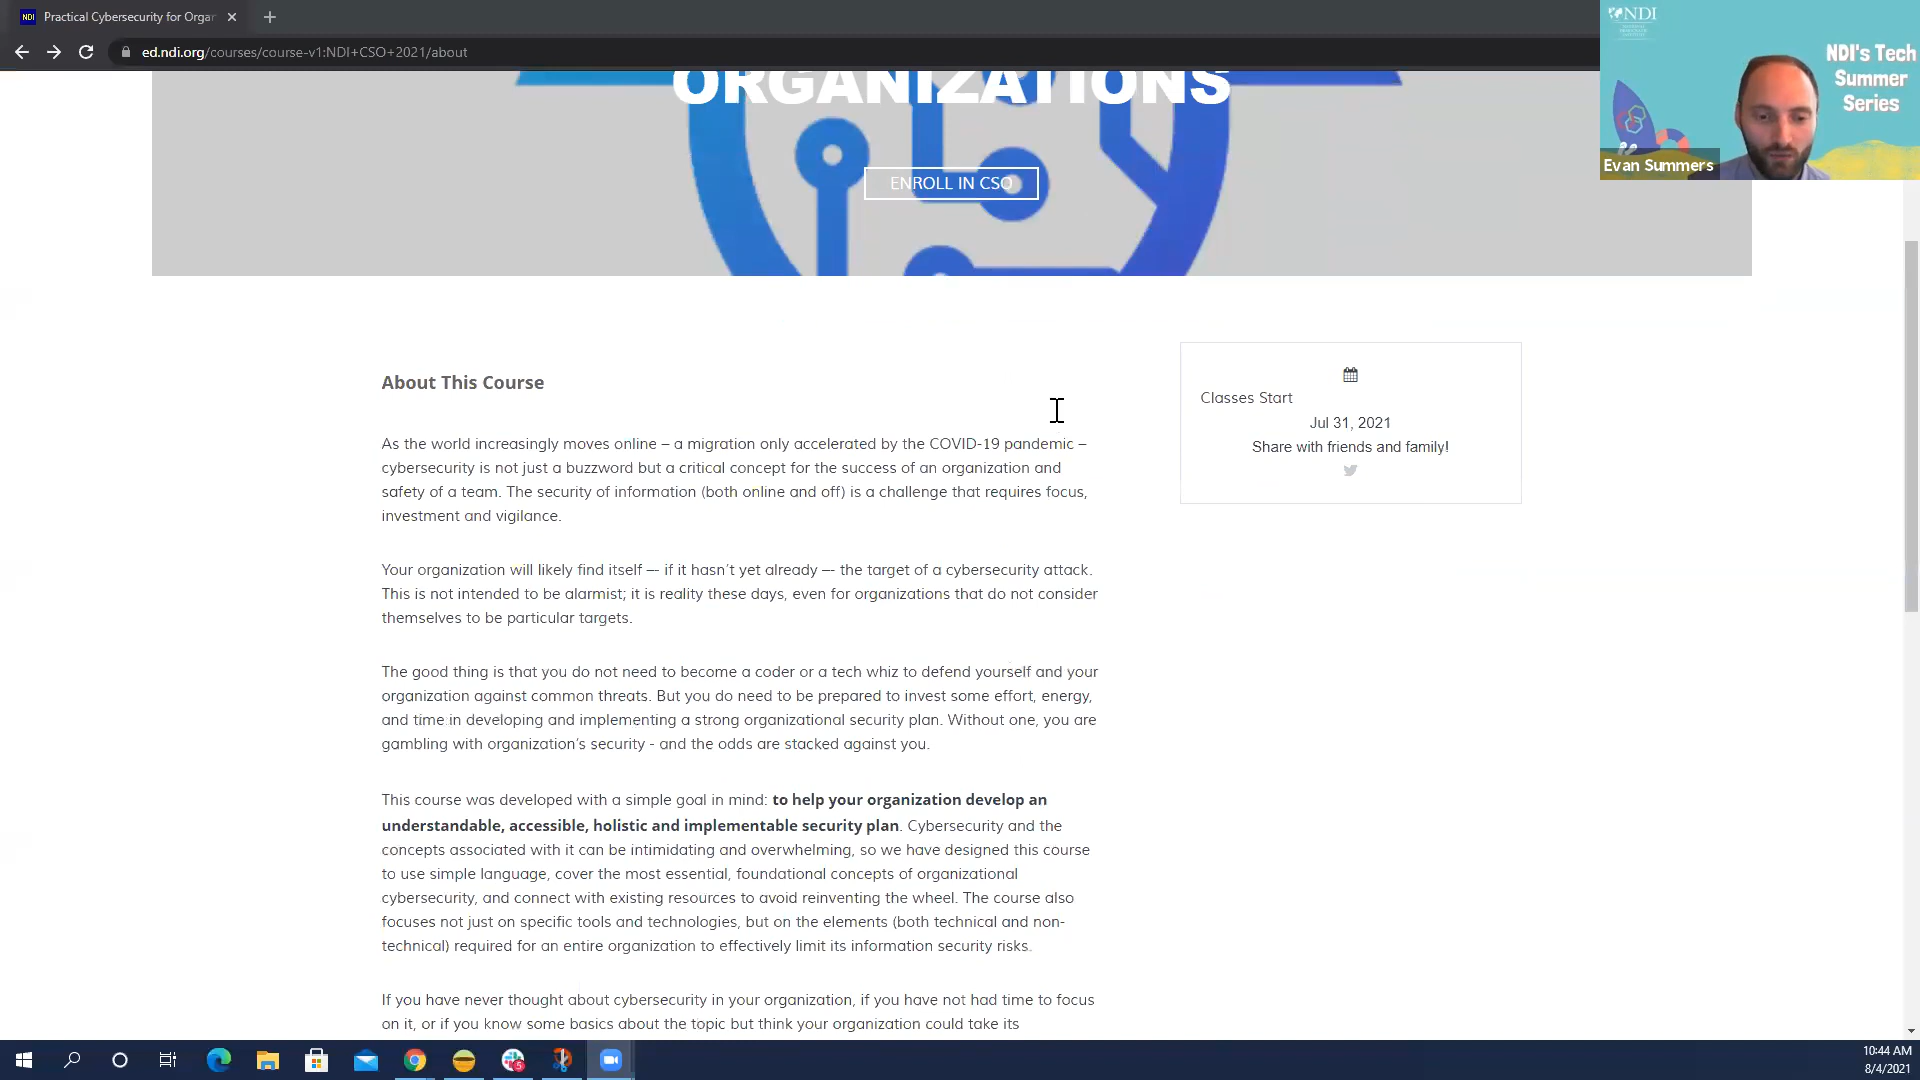 NDI
Practical Cybersecurity for Organ
ed.ndi.org/courses/course-v1:NDI+CSO+2021/about
NDI
NDI's Tech
Summer
Series
Evan Summers
ORGANIZATIONS
ENROLL IN CSO
About This Course
As the world increasingly moves online – a migration only accelerated by the COVID-19 pandemic –
cybersecurity is not just a buzzword but a critical concept for the success of an organization and
safety of a team. The security of information (both online and off) is a challenge that requires focus,
investment and vigilance.
Your organization will likely find itself –- if it hasn't yet already –- the target of a cybersecurity attack.
This is not intended to be alarmist; it is reality these days, even for organizations that do not consider
themselves to be particular targets.
The good thing is that you do not need to become a coder or a tech whiz to defend yourself and your
organization against common threats. But you do need to be prepared to invest some effort, energy,
and time in developing and implementing a strong organizational security plan. Without one, you are
gambling with organization's security - and the odds are stacked against you.
This course was developed with a simple goal in mind: to help your organization develop an
understandable, accessible, holistic and implementable security plan. Cybersecurity and the
concepts associated with it can be intimidating and overwhelming, so we have designed this course
to use simple language, cover the most essential, foundational concepts of organizational
cybersecurity, and connect with existing resources to avoid reinventing the wheel. The course also
focuses not just on specific tools and technologies, but on the elements (both technical and non-
technical) required for an entire organization to effectively limit its information security risks.
If you have never thought about cybersecurity in your organization, if you have not had time to focus
on it, or if you know some basics about the topic but think your organization could take its
Classes Start
Jul 31, 2021
Share with friends and family!
10:44 AM
8/4/2021